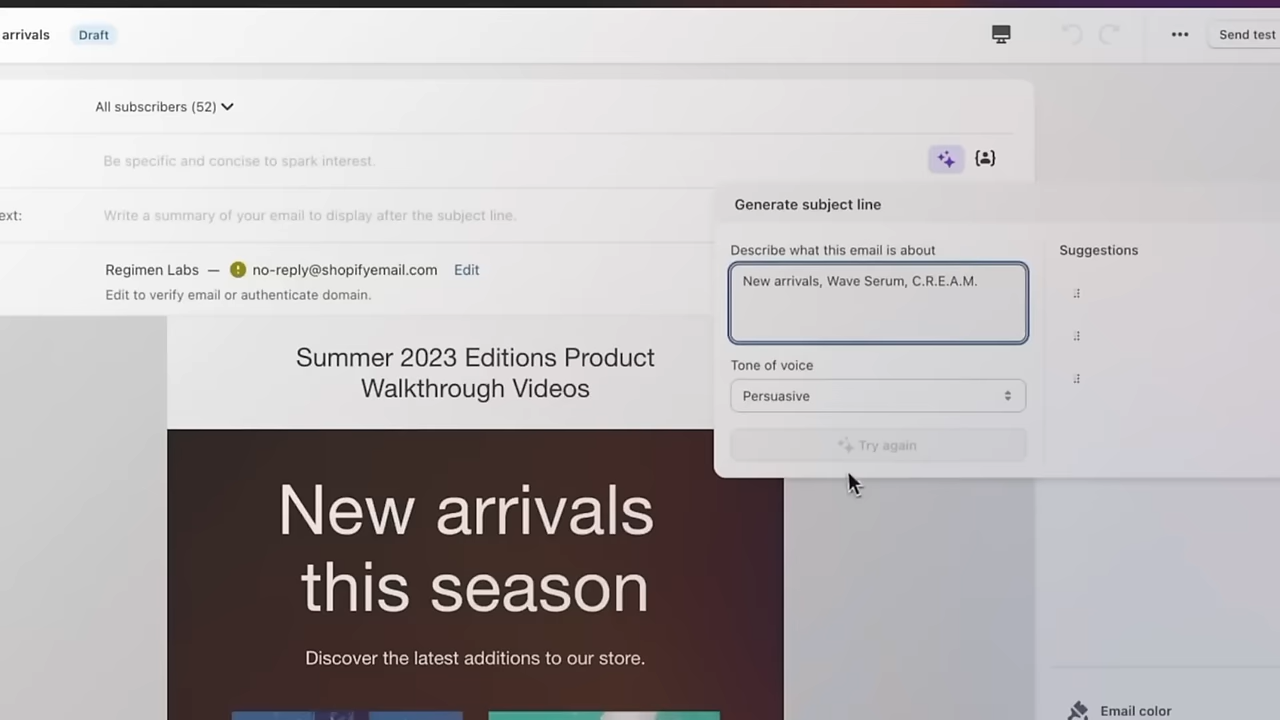 arrivals
Draft
Send test
All subscribers (52)
Be specific and concise to spark interest.
ext:
Write a summary of your email to display after the subject line.
Regimen Labs — no-reply@shopifyemail.com Edit
Edit to verify email or authenticate domain.
Generate subject line
Describe what this email is about
New arrivals, Wave Serum, C.R.E.A.M.
Tone of voice
Persuasive
Try again
Suggestions
Summer 2023 Editions Product
Walkthrough Videos
New arrivals
this season
Discover the latest additions to our store.
Email color